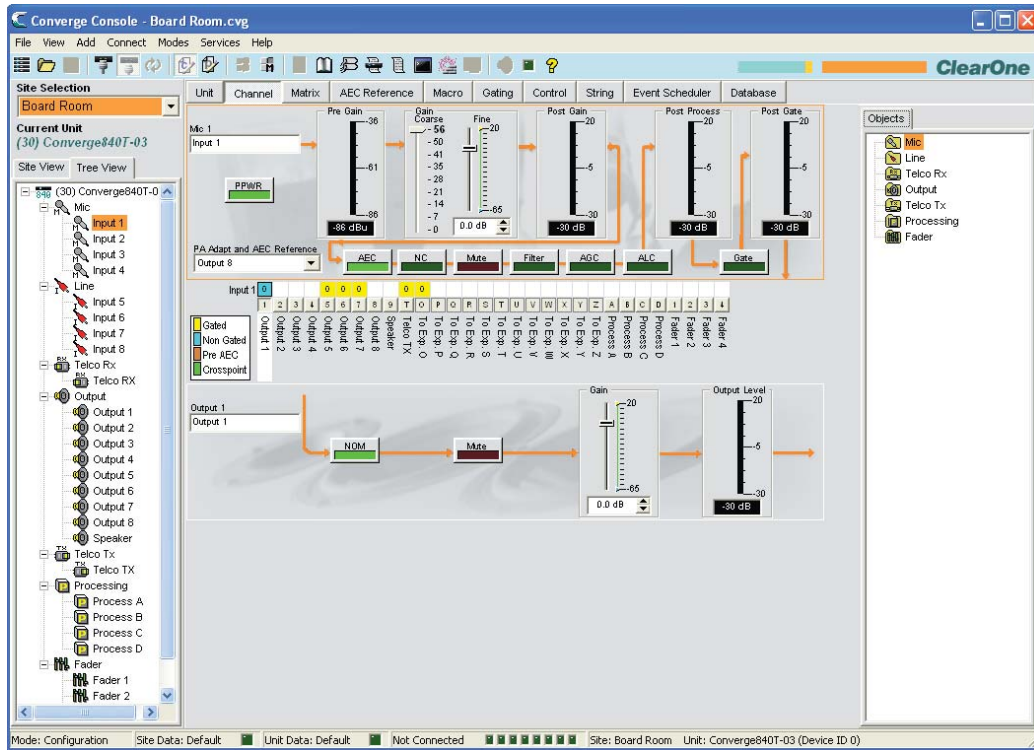 Converge Console - Board Room.cvg
File View Add Connect Modes Services Help
ClearOne
Site Selection
Board Room
Current Unit
(30) Converge840T-03
Site View Tree View
(30) Converge840T-0
Mic
Input 1
Input 2
Input 3
Input 4
Line
Input 5
Input 6
Input 7
Input 8
Telco Rx
Telco RX
Output
Output 1
Output 2
Output 3
Output 4
Output 5
Output 6
Output 7
Output 8
Speaker
Telco Tx
Telco TX
Processing
Process A
Process B
Process C
Process D
Fader
Fader 1
Fader 2
Unit Channel Matrix AEC Reference Macro Gating Control String Event Scheduler Database
Mic 1
Input 1
PPWR
Pre Gain
-36
-61
-86
-86 dBu
Gain
Coarse Fine
- 56
- 50
- 41
- 35
- 28
- 21
- 14
- 7
- 0
20
-65
0.0 dB
Post Gain
20
-5
-30
-30 dB
Post Process
20
-5
-30
-30 dB
Post Gate
20
-5
-30
-30 dB
PA Adapt and AEC Reference
Output 8
AEC NC Mute Filter AGC ALC Gate
Input 1 0 0 0 0 0 0
1 2 3 4 5 6 7 8 9 T O P Q R S T U V W X Y Z A B C D 1 2 3 4
Output 1
Output 2
Output 3
Output 4
Output 5
Output 6
Output 7
Output 8
Speaker
Telco TX
To Exp. O
To Exp. P
To Exp. Q
To Exp. R
To Exp. S
To Exp. T
To Exp. U
To Exp. V
To Exp. W
To Exp. X
To Exp. Y
To Exp. Z
Process A
Process B
Process C
Process D
Fader 1
Fader 2
Fader 3
Fader 4
Gated
Non Gated
Pre AEC
Crosspoint
Output 1
Output 1
NOM
Mute
Gain
20
-65
0.0 dB
Output Level
20
-5
-30
-30 dB
Objects
Mic
Line
Telco Rx
Output
Telco Tx
Processing
Fader
Mode: Configuration Site Data: Default Unit Data: Default Not Connected Site: Board Room Unit: Converge840T-03 (Device ID 0)